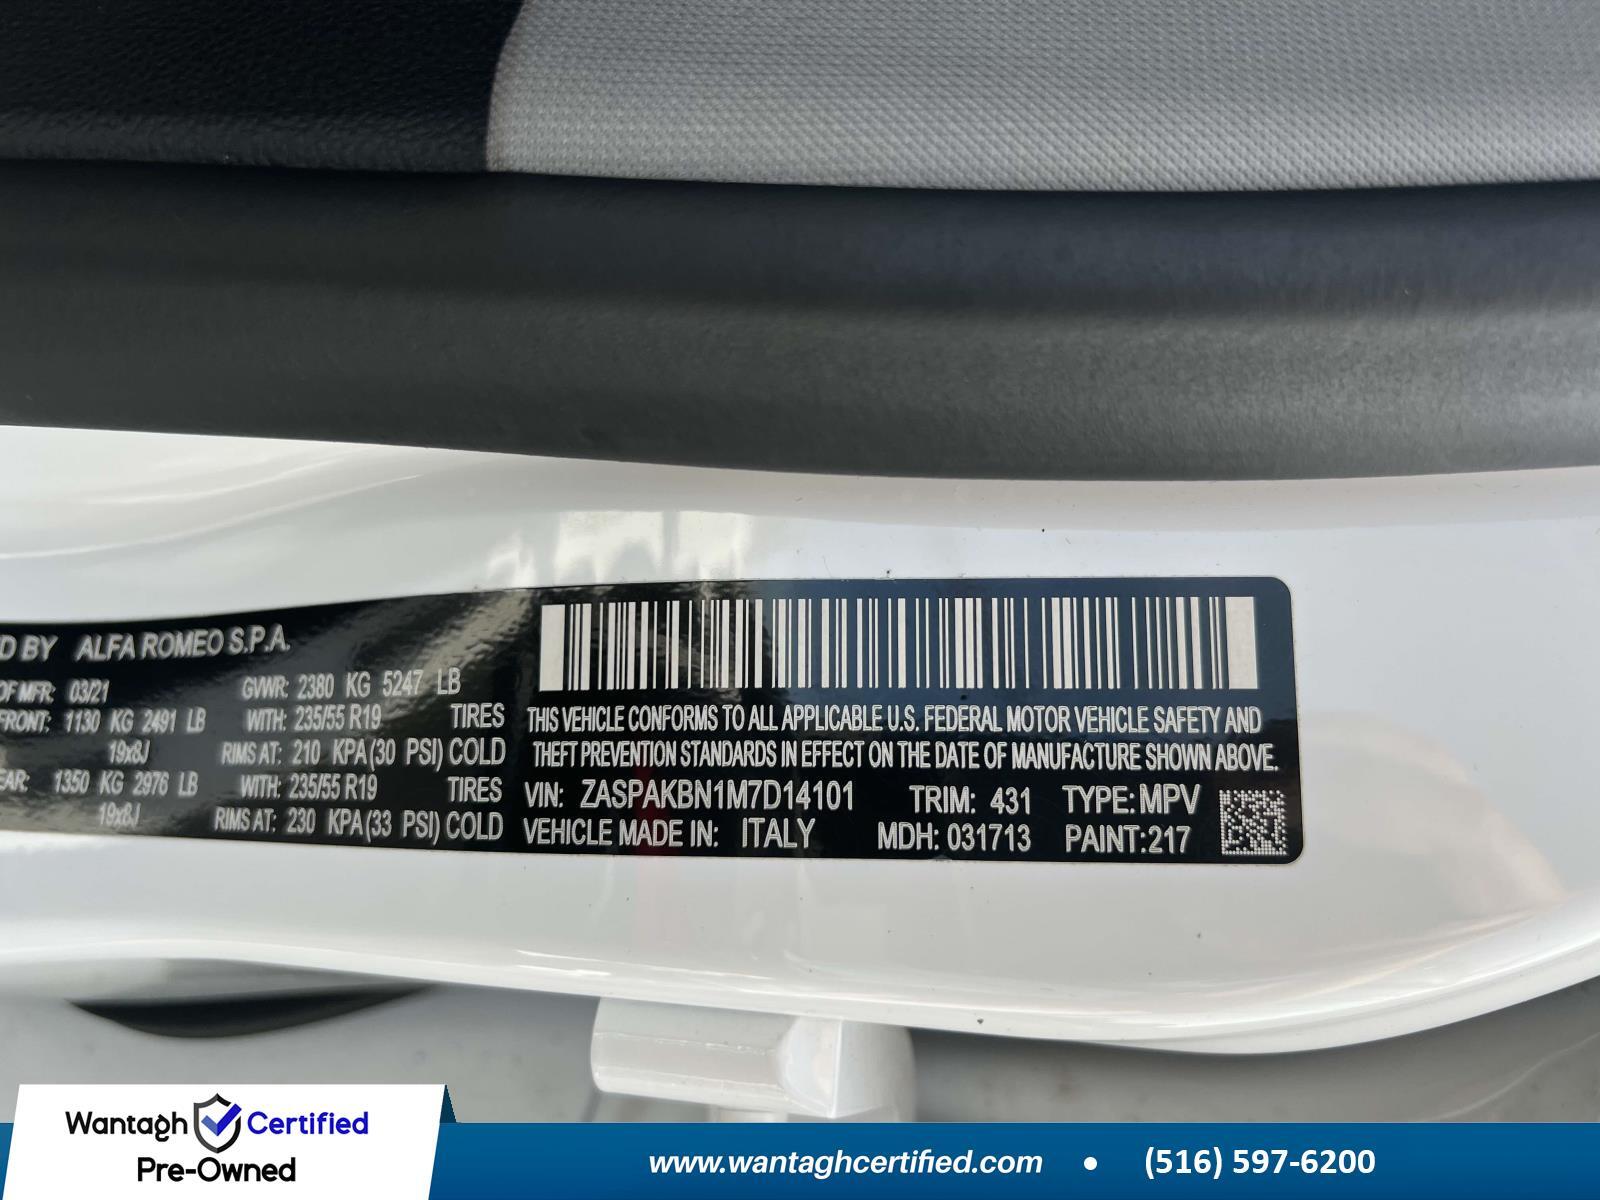 D BY ALFA ROMEO S.P.A.
OF MFR: 03/21 GVWR: 2380 KG 5247 LB
FRONT: 1130 KG 2491 LB WITH: 235/55 R19 TIRES
19x8J RIMS AT: 210 KPA(30 PSI) COLD
EAR: 1350 KG 2976 LB WITH: 235/55 R19 TIRES
19x8J RIMS AT: 230 KPA(33 PSI) COLD
THIS VEHICLE CONFORMS TO ALL APPLICABLE U.S. FEDERAL MOTOR VEHICLE SAFETY AND
THEFT PREVENTION STANDARDS IN EFFECT ON THE DATE OF MANUFACTURE SHOWN ABOVE.
VIN: ZASPAKBN1M7D14101 TRIM: 431 TYPE: MPV
VEHICLE MADE IN: ITALY MDH: 031713 PAINT:217
Wantagh Certified
Pre-Owned
www.wantaghcertified.com • (516) 597-6200